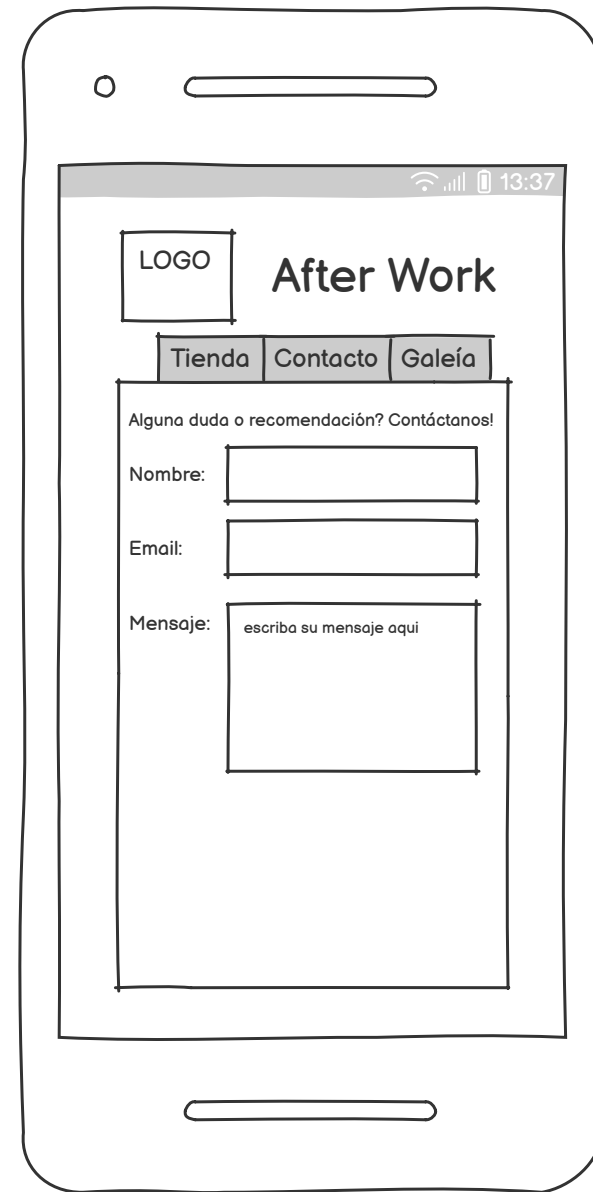 13:37
LOGO
After Work
Tienda Contacto Galeía
Alguna duda o recomendación? Contáctanos!
Nombre:
Email:
Mensaje:
escriba su mensaje aqui